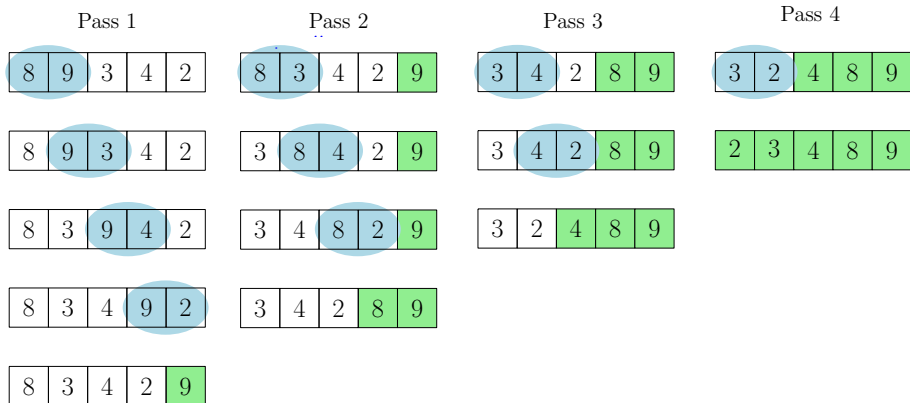 Pass 1
8 9 3 4 2
8 9 3 4 2
8 3 9 4 2
8 3 4 9 2
8 3 4 2 9
Pass 2
8 3 4 2 9
3 8 4 2 9
3 4 8 2 9
3 4 2 8 9
Pass 3
3 4 2 8 9
3 4 2 8 9
3 2 4 8 9
Pass 4
3 2 4 8 9
2 3 4 8 9